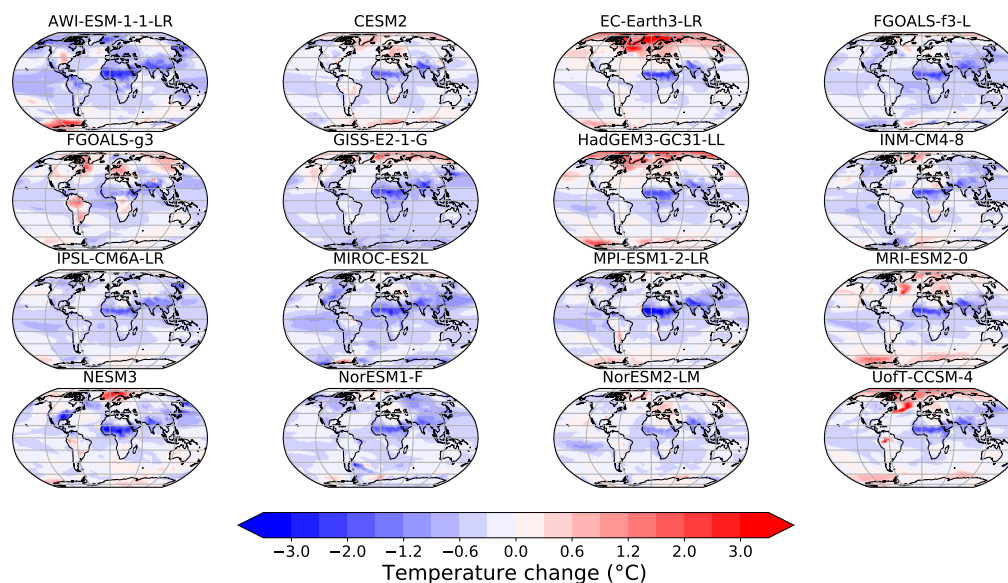 AWI-ESM-1-1-LR CESM2 EC-Earth3-LR FGOALS-f3-L
FGOALS-g3 GISS-E2-1-G HadGEM3-GC31-LL INM-CM4-8
IPSL-CM6A-LR MIROC-ES2L MPI-ESM1-2-LR MRI-ESM2-0
NESM3 NorESM1-F NorESM2-LM UofT-CCSM-4
−3.0 −2.0 −1.2 −0.6 0.0 0.6 1.2 2.0 3.0
Temperature change (°C)